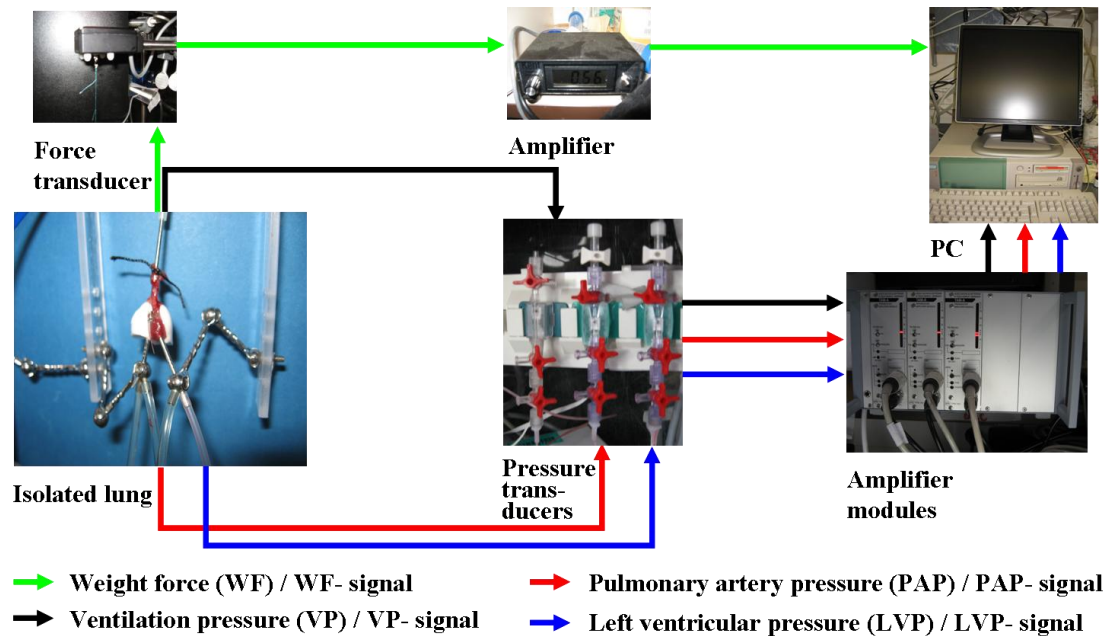 Force
transducer
Amplifier
056
PC
Isolated lung
Pressure
trans-
ducers
Amplifier
modules
Weight force (WF) / WF- signal
Ventilation pressure (VP) / VP- signal
Pulmonary artery pressure (PAP) / PAP- signal
Left ventricular pressure (LVP) / LVP- signal